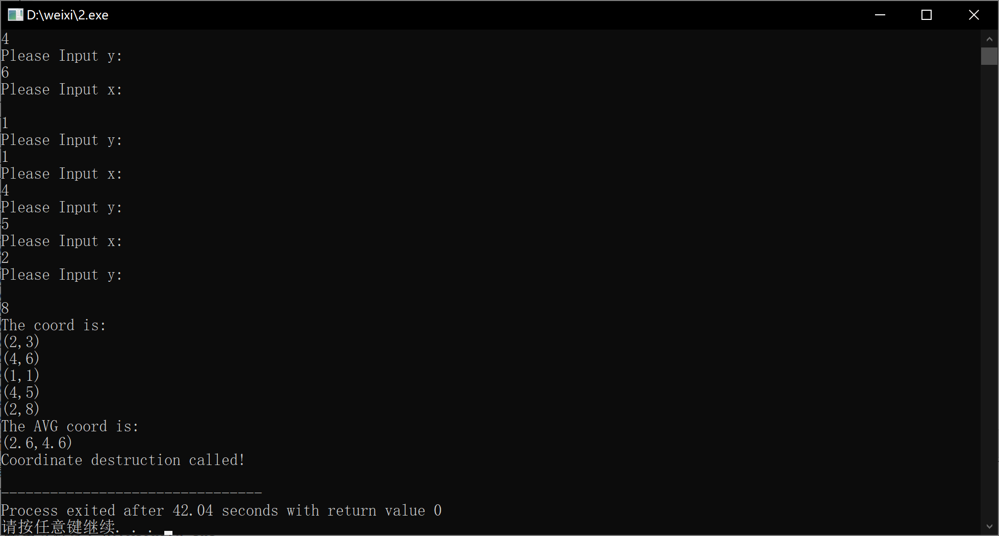 D:\weixi\2.exe
4
Please Input y:
6
Please Input x:
1
Please Input y:
1
Please Input x:
4
Please Input y:
5
Please Input x:
2
Please Input y:
8
The coord is:
(2,3)
(4,6)
(1,1)
(4,5)
(2,8)
The AVG coord is:
(2.6,4.6)
Coordinate destruction called!
--------------------------------
Process exited after 42.04 seconds with return value 0
请按任意键继续. . .